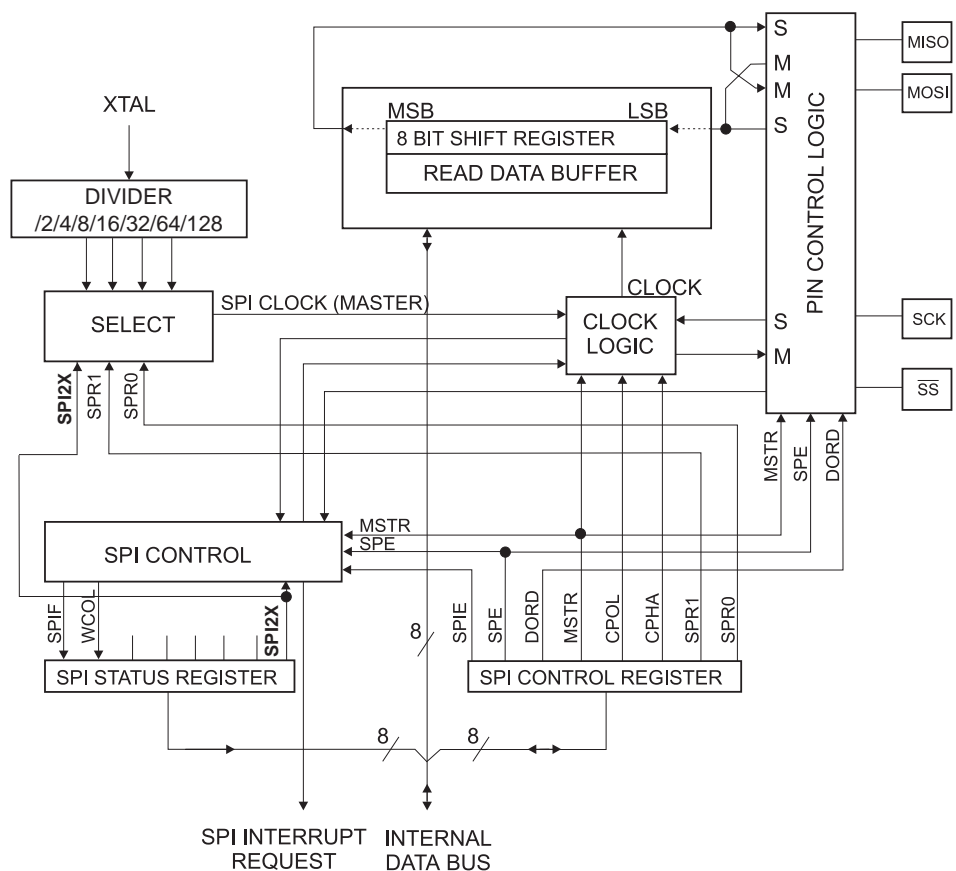 S
MISO
M
XTAL
MSB
LSB
M
MOSI
8 BIT SHIFT REGISTER
S
READ DATA BUFFER
DIVIDER
/2/4/8/16/32/64/128
PIN CONTROL LOGIC
SPI CLOCK (MASTER)
CLOCK
SELECT
CLOCK
LOGIC
S
SCK
M
SPI2X
SPR1
SPR0
SS
MSTR
SPE
DORD
MSTR
SPE
SPI CONTROL
SPIF
WCOL
SPI2X
8
SPIE
SPE
DORD
MSTR
CPOL
CPHA
SPR1
SPR0
SPI STATUS REGISTER
SPI CONTROL REGISTER
8
8
SPI INTERRUPT
REQUEST
INTERNAL
DATA BUS